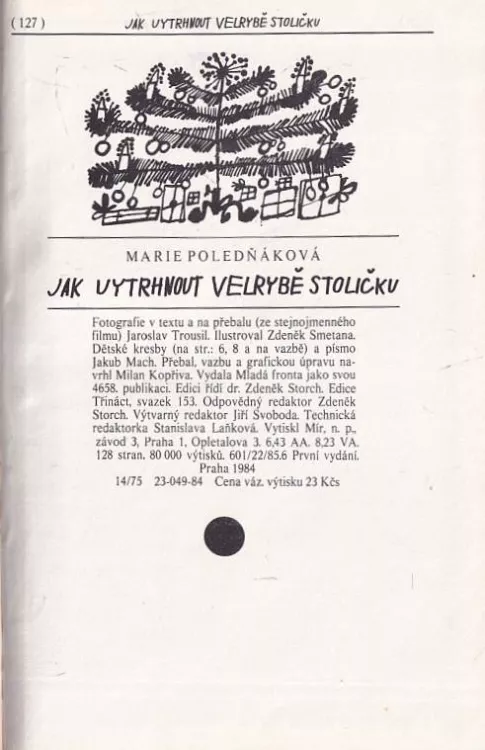 ( 127 ) JAK VYTRHNOUT VELRYBĚ STOLIČKU
MARIE POLEDŇÁKOVÁ
JAK VYTRHNOUT VELRYBĚ STOLIČKU
Fotografie v textu a na přebalu (ze stejnojmenného
filmu) Jaroslav Trousil. Ilustroval Zdeněk Smetana.
Dětské kresby (na str.: 6, 8 a na vazbě) a písmo
Jakub Mach. Přebal, vazbu a grafickou úpravu na-
vrhl Milan Kopřiva. Vydala Mladá fronta jako svou
4658. publikaci. Edici řídí dr. Zdeněk Storch. Edice
Třináct, svazek 153. Odpovědný redaktor Zdeněk
Storch. Výtvarný redaktor Jiří Svoboda. Technická
redaktorka Stanislava Laňková. Vytiskl Mír, n. p.,
závod 3, Praha 1, Opletalova 3. 6,43 AA. 8,23 VA.
128 stran. 80 000 výtisků. 601/22/85.6 První vydání.
Praha 1984
14/75 23-049-84 Cena váz. výtisku 23 Kčs